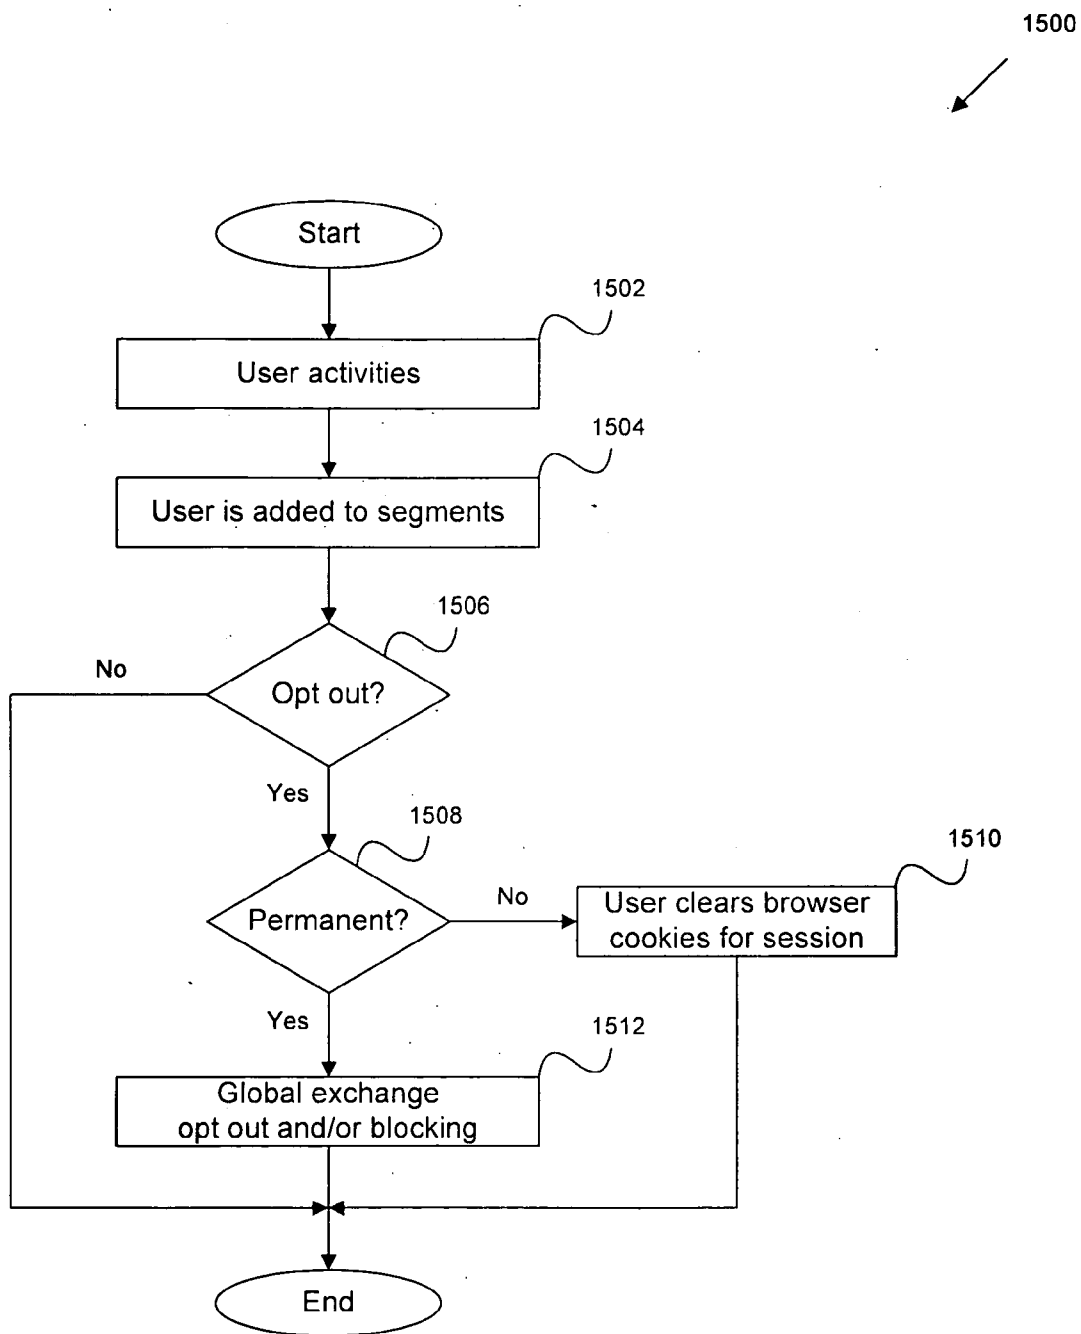 1500
Start
1502
User activities
1504
User is added to segments
1506
No
Opt out?
Yes
1508
1510
Permanent?
No
User clears browser
cookies for session
Yes
1512
Global exchange
opt out and/or blocking
End